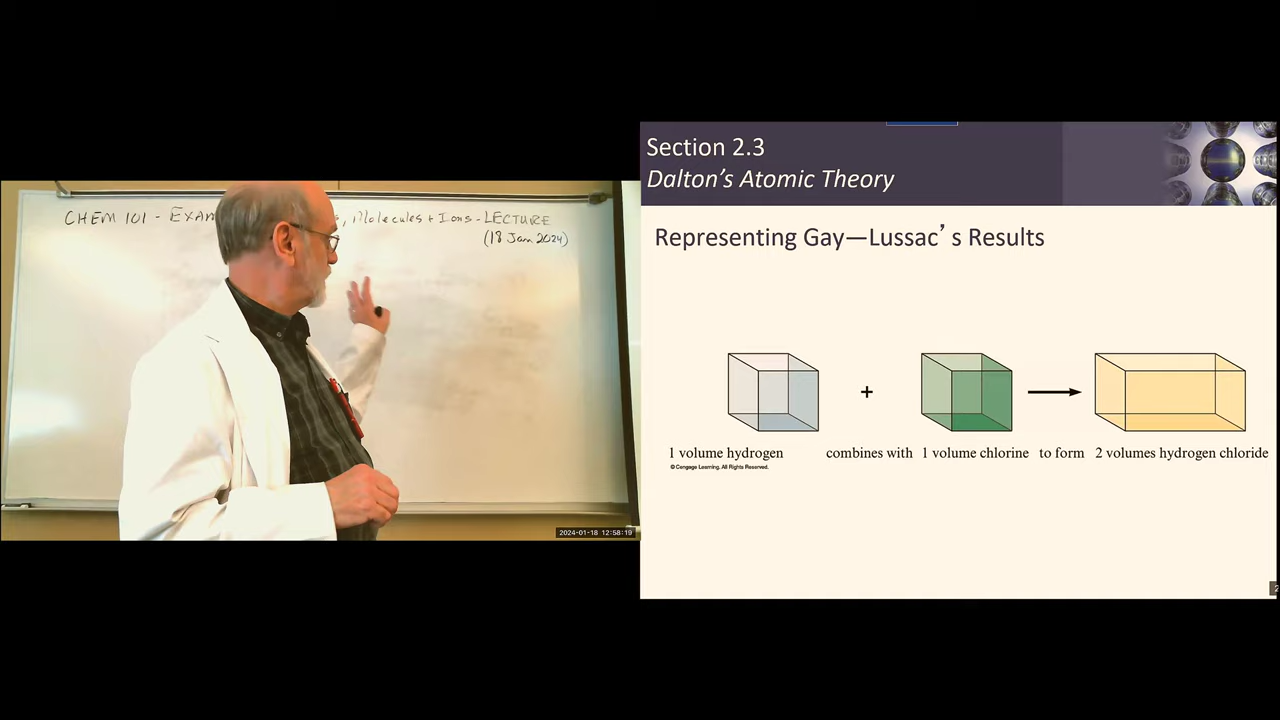 CHEM 101 - EXAM , Molecules + Ions - LECTURE
(18 Jan 2024)
2024-01-18 12:58:19
Section 2.3
Dalton's Atomic Theory
Representing Gay—Lussac's Results
+
1 volume hydrogen combines with 1 volume chlorine to form 2 volumes hydrogen chloride
© Cengage Learning. All Rights Reserved.